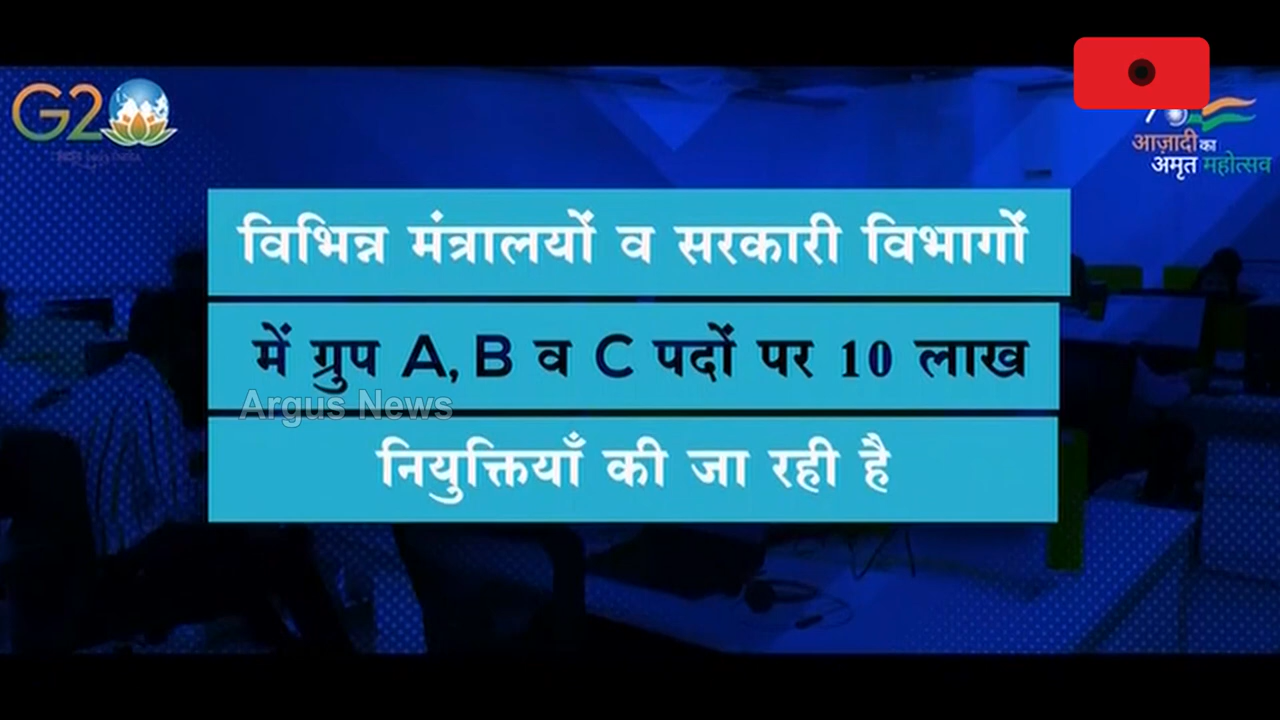 G20
आज़ादी का
अमृत महोत्सव
विभिन्न मंत्रालयों व सरकारी विभागों
में ग्रुप A, B व C पदों पर 10 लाख
Argus News
नियुक्तियाँ की जा रही है